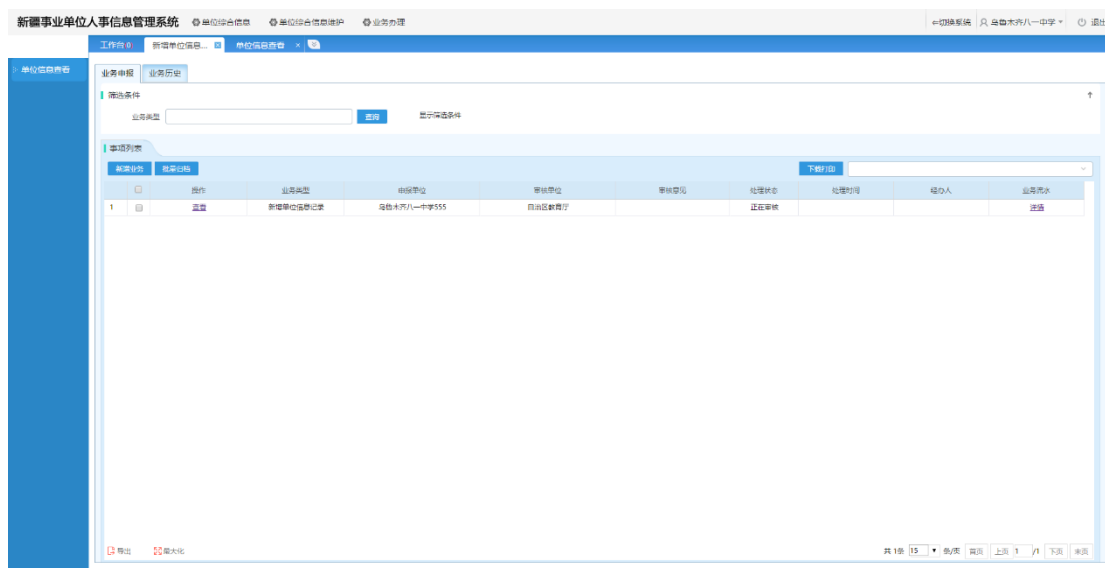 新疆事业单位人事信息管理系统 单位综合信息 单位综合信息维护 业务办理 切换系统 乌鲁木齐八一中学 退出
工作台 0 新增单位信息... 单位信息查看
单位信息查看
业务申报 业务历史
筛选条件
业务类型 查询 显示筛选条件
事项列表
新增业务 批量归档 下载打印
操作 业务类型 申报单位 审核单位 审核意见 处理状态 处理时间 经办人 业务流水
1 查看 新增单位信息记录 乌鲁木齐八一中学555 自治区教育厅 正在审核 详情
导出 最大化 共 1条 15 条/页 首页 上页 1 /1 下页 末页